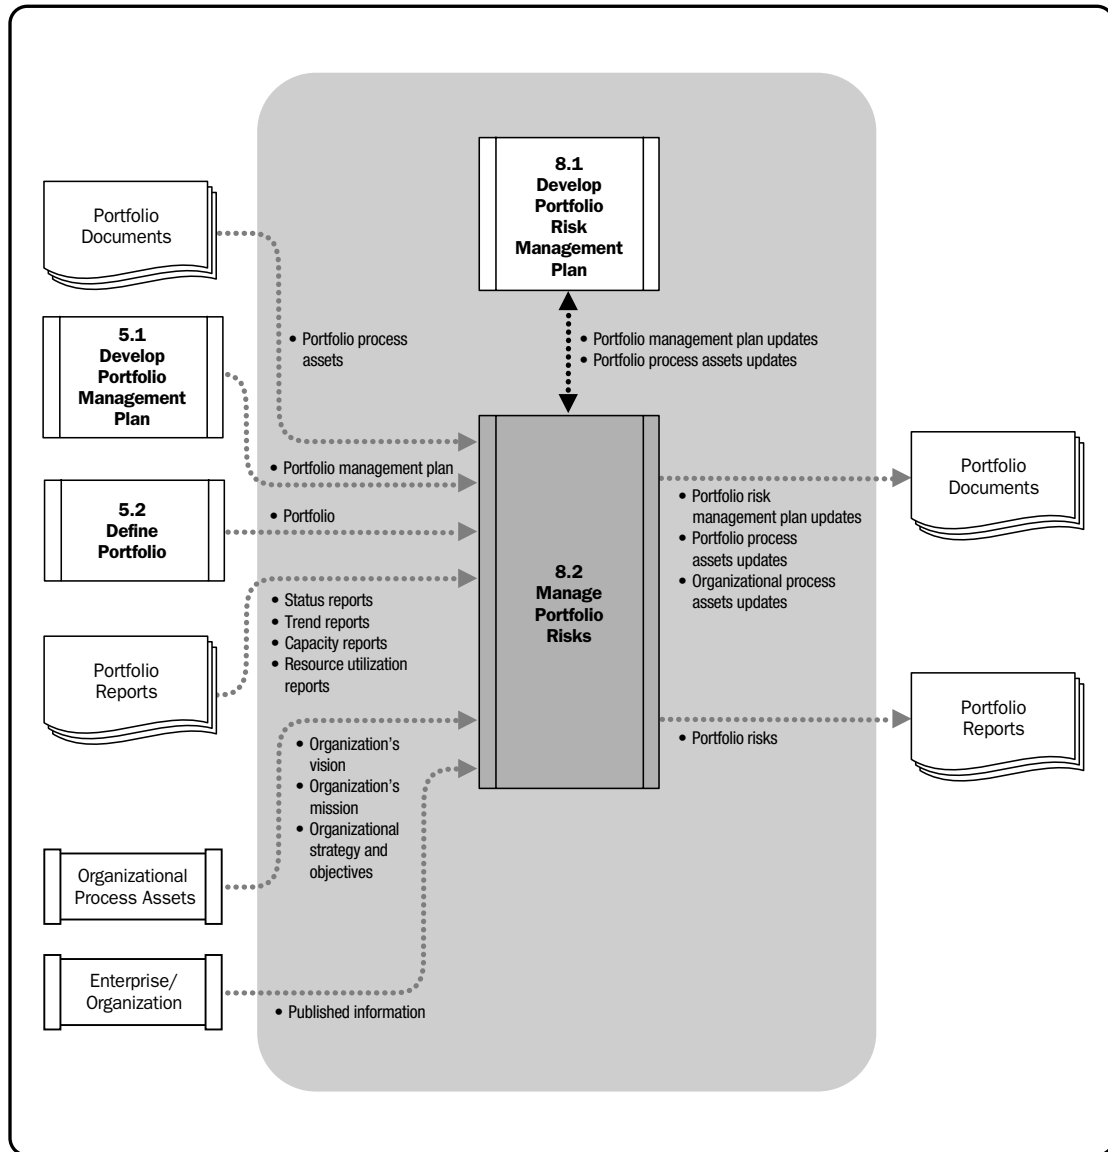 8.1
Develop
Portfolio
Risk
Management
Plan
Portfolio
Documents
• Portfolio process
assets
• Portfolio management plan updates
• Portfolio process assets updates
5.1
Develop
Portfolio
Management
Plan
• Portfolio management plan
5.2
Define
Portfolio
• Portfolio
Portfolio
Reports
• Status reports
• Trend reports
• Capacity reports
• Resource utilization
reports
8.2
Manage
Portfolio
Risks
Portfolio
Documents
• Portfolio risk
management plan updates
• Portfolio process
assets updates
• Organizational process
assets updates
Portfolio
Reports
• Portfolio risks
• Organization’s
vision
• Organization’s
mission
• Organizational
strategy and
objectives
Organizational
Process Assets
Enterprise/
Organization
• Published information